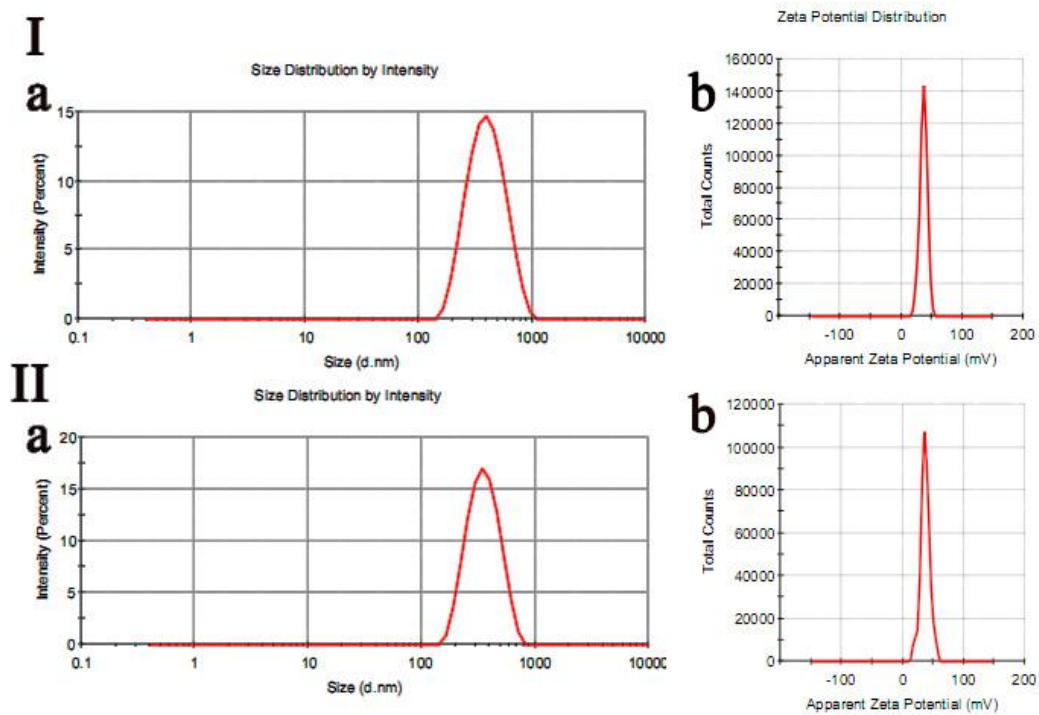 I
a
Size Distribution by Intensity
Intensity (Percent)
15
10
5
0
0.1 1 10 100 1000 10000
Size (d.nm)
b
Zeta Potential Distribution
Total Counts
160000
140000
120000
100000
80000
60000
40000
20000
0
-100 0 100 200
Apparent Zeta Potential (mV)
II
a
Size Distribution by Intensity
Intensity (Percent)
20
15
10
5
0
0.1 1 10 100 1000 10000
Size (d.nm)
b
Total Counts
120000
100000
80000
60000
40000
20000
0
-100 0 100 200
Apparent Zeta Potential (mV)